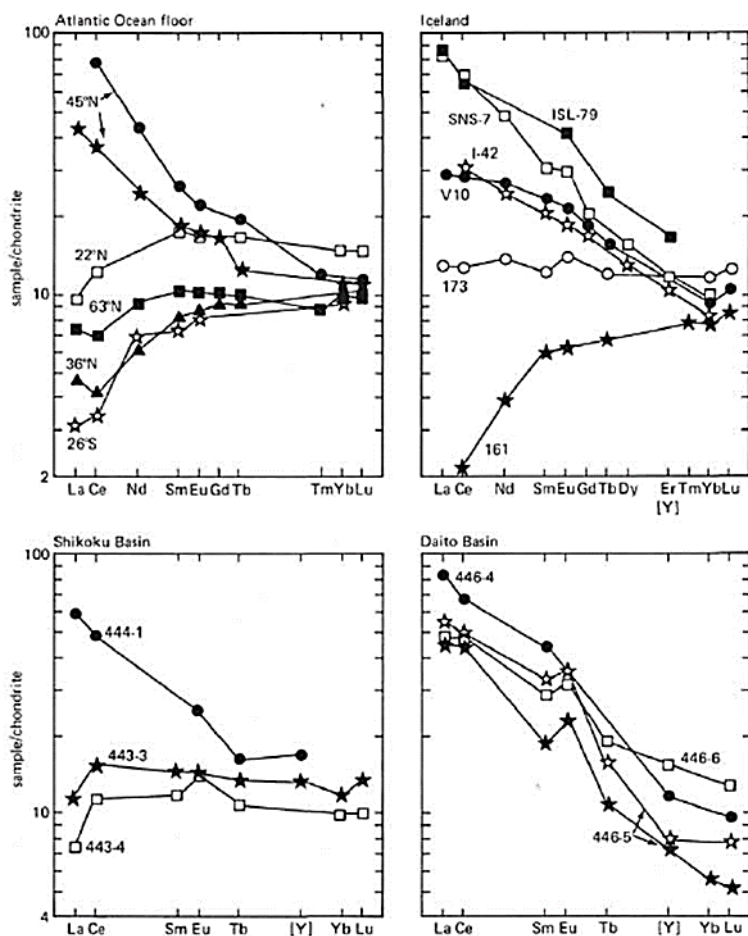 Atlantic Ocean floor
100
10
2
sample/chondrite
45°N
22°N
63°N
36°N
26°S
La Ce Nd Sm Eu Gd Tb Tm Yb Lu
Iceland
ISL-79
SNS-7
I-42
V10
173
161
La Ce Nd Sm Eu Gd Tb Dy Er Tm Yb Lu
[Y]
Shikoku Basin
100
10
4
sample/chondrite
444-1
443-3
443-4
La Ce Sm Eu Tb [Y] Yb Lu
Daito Basin
446-4
446-6
446-5
La Ce Sm Eu Tb [Y] Yb Lu